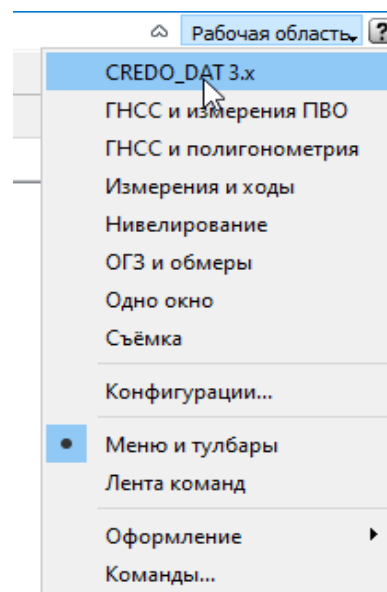 Рабочая область
?
CREDO_DAT 3.x
ГНСС и измерения ПВО
ГНСС и полигонометрия
Измерения и ходы
Нивелирование
ОГЗ и обмеры
Одно окно
Съёмка
Конфигурации...
Меню и тулбары
Лента команд
Оформление
Команды...